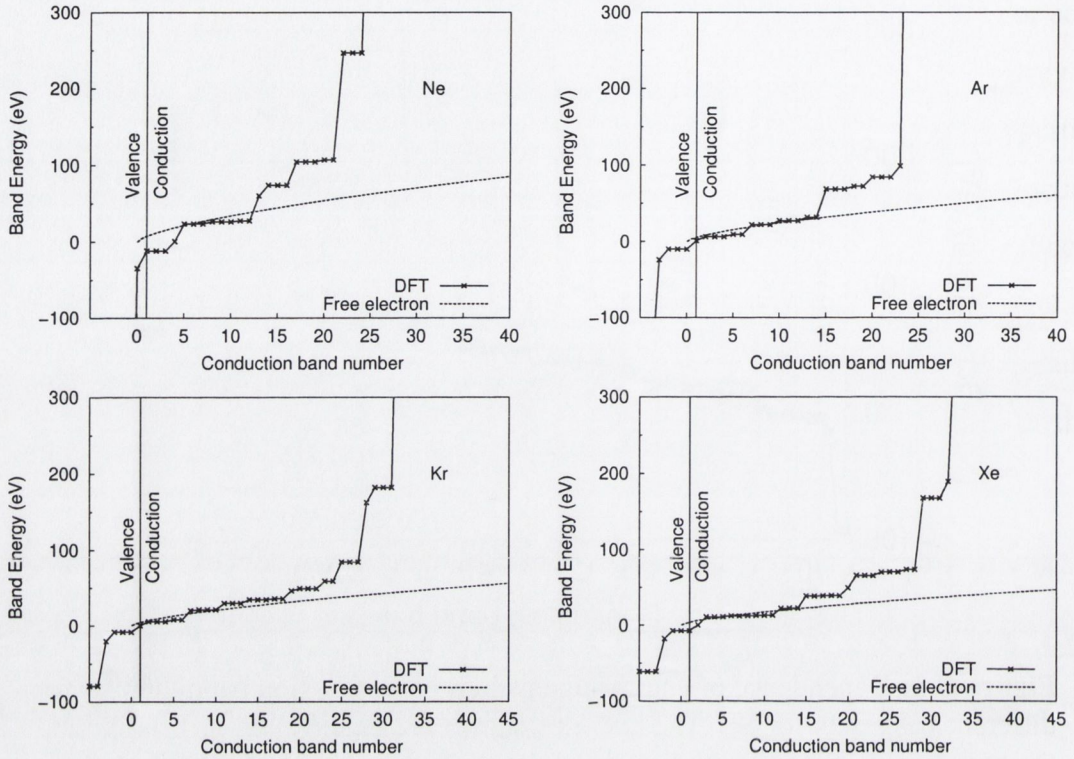 300
200
100
0
−100
Band Energy (eV)
Valence
Conduction
Ne
DFT
Free electron
0 5 10 15 20 25 30 35 40
Conduction band number
300
200
100
0
−100
Band Energy (eV)
Valence
Conduction
Ar
DFT
Free electron
0 5 10 15 20 25 30 35 40
Conduction band number
300
200
100
0
−100
Band Energy (eV)
Valence
Conduction
Kr
DFT
Free electron
0 5 10 15 20 25 30 35 40 45
Conduction band number
300
200
100
0
−100
Band Energy (eV)
Valence
Conduction
Xe
DFT
Free electron
0 5 10 15 20 25 30 35 40 45
Conduction band number